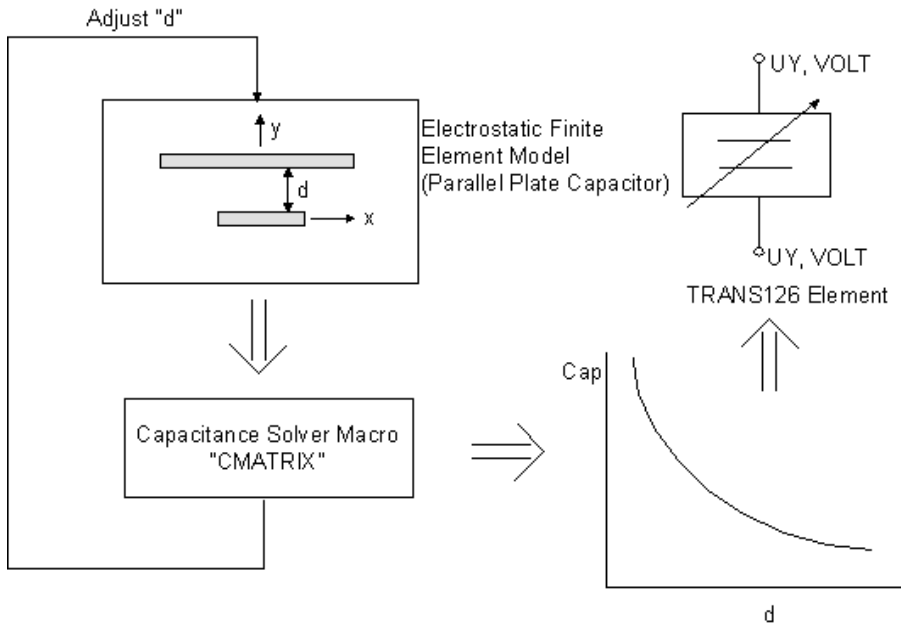 Adjust "d"
y
d
x
Electrostatic Finite
Element Model
(Parallel Plate Capacitor)
UY, VOLT
UY, VOLT
TRANS126 Element
Capacitance Solver Macro
"CMATRIX"
Cap
d